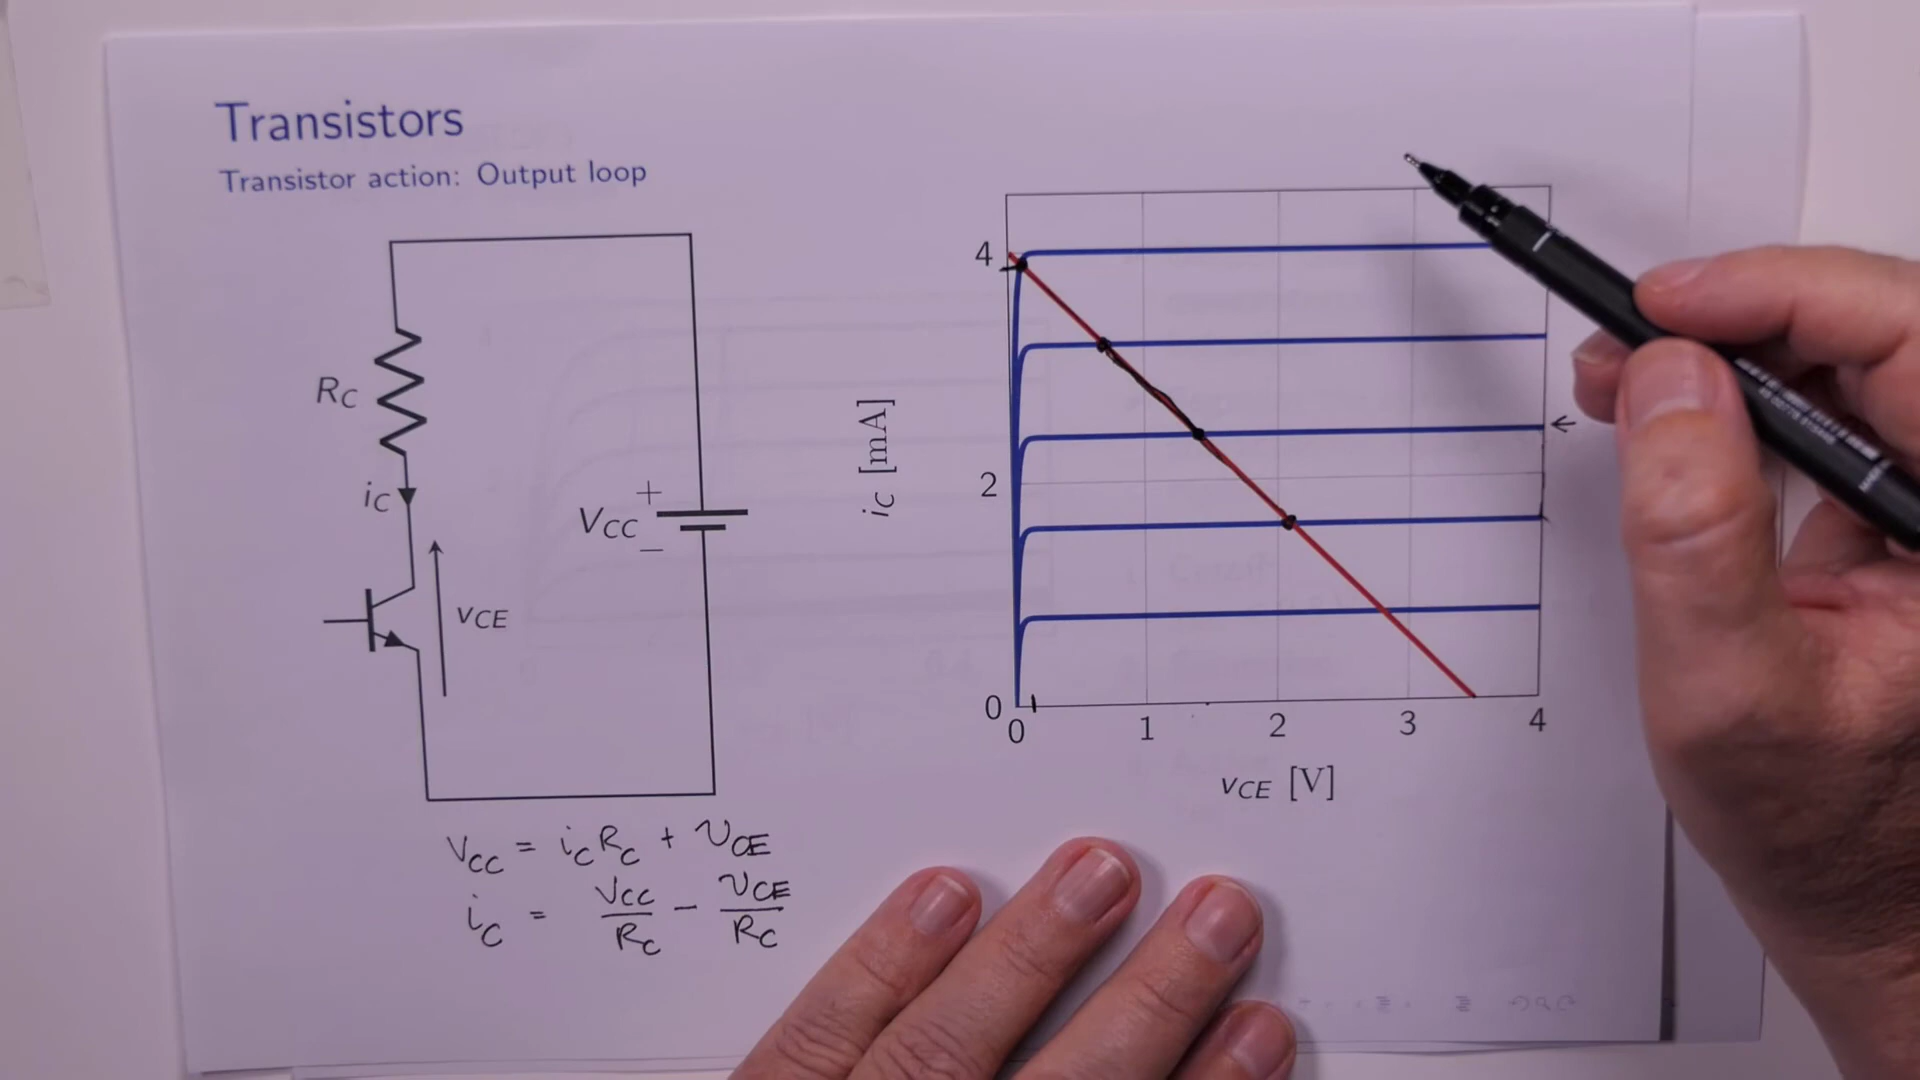 Transistors
Transistor action: Output loop
R_C
i_C
+
V_CC
−
v_CE
V_CC = i_C R_C + v_CE
i_C = V_CC/R_C − v_CE/R_C
4
2
0
i_C [mA]
0 1 2 3 4
v_CE [V]